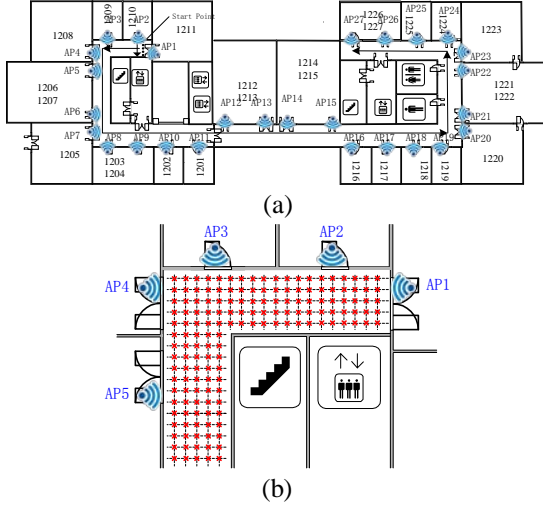 1209
AP3
1210
AP2
Start Point
1208
1211
AP1
AP4
AP5
1206
1207
AP6
AP7
1205
AP8
AP9
AP10
AP11
1203
1204
1202
1201
1212
1213
AP12
AP13
AP14
1214
1215
AP15
AP27
1226
1227
AP26
AP25
1225
AP24
1224
1223
AP23
AP22
1221
1222
AP21
AP20
1220
AP16
AP17
AP18
1216
1217
1218
1219
(a)
AP3
AP2
AP4
AP1
AP5
(b)